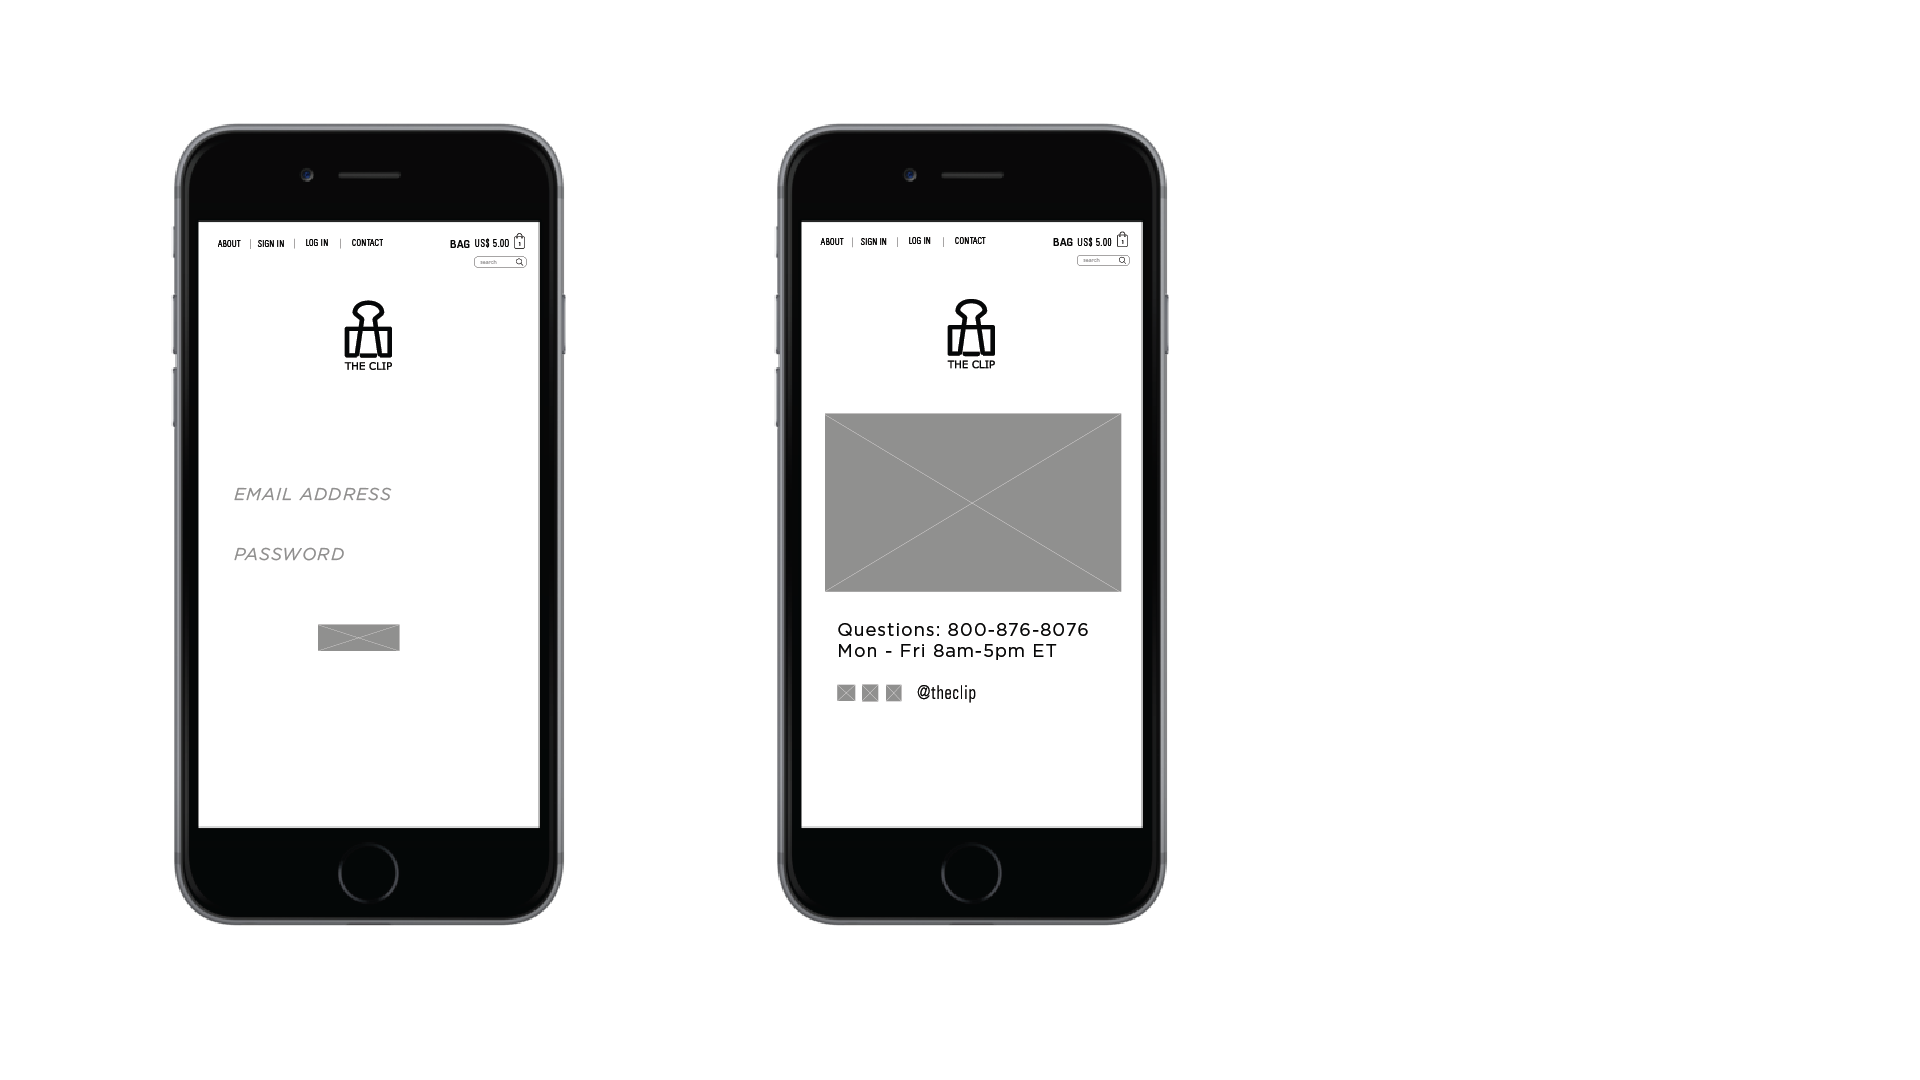 ABOUT | SIGN IN | LOG IN | CONTACT BAG US$ 5.00 1
search
THE CLIP
EMAIL ADDRESS
PASSWORD
ABOUT | SIGN IN | LOG IN | CONTACT BAG US$ 5.00 1
search
THE CLIP
Questions: 800-876-8076
Mon - Fri 8am-5pm ET
@theclip